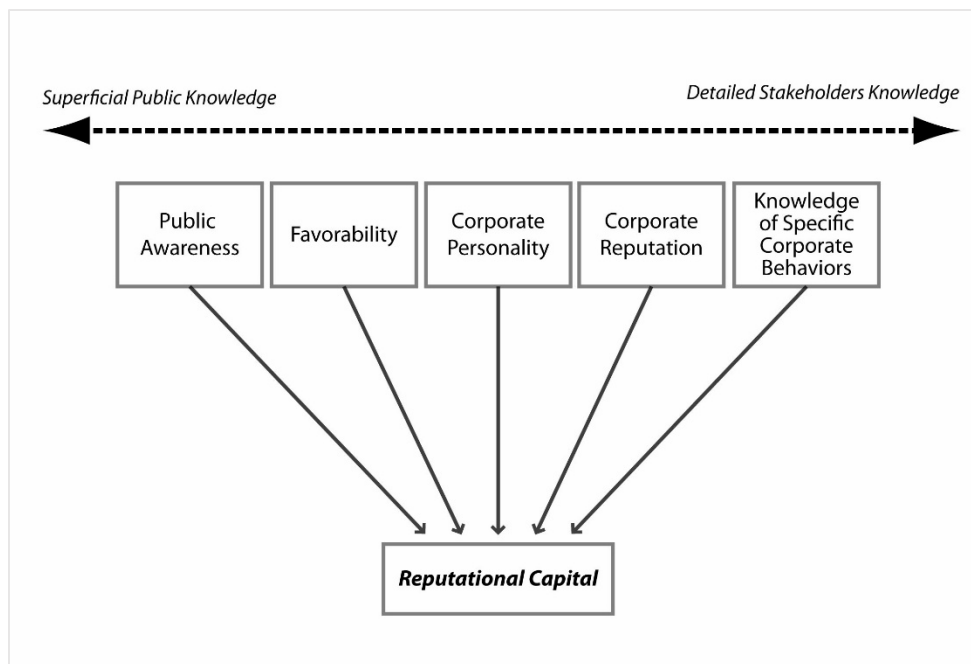 Superficial Public Knowledge
Detailed Stakeholders Knowledge
Public
Awareness
Favorability
Corporate
Personality
Corporate
Reputation
Knowledge
of Specific
Corporate
Behaviors
Reputational Capital